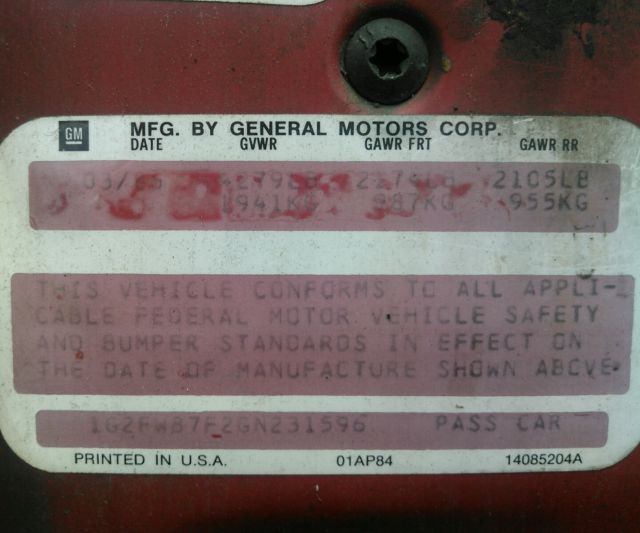 GM MFG. BY GENERAL MOTORS CORP.
DATE GVWR GAWR FRT GAWR RR
4279LB 2174LB 2105LB
1941KG 987KG 955KG
THIS VEHICLE CONFORMS TO ALL APPLI-
CABLE FEDERAL MOTOR VEHICLE SAFETY
AND BUMPER STANDARDS IN EFFECT ON
THE DATE OF MANUFACTURE SHOWN ABOVE
1G2FW87F2GN231596 PASS CAR
PRINTED IN U.S.A. 01AP84 14085204A